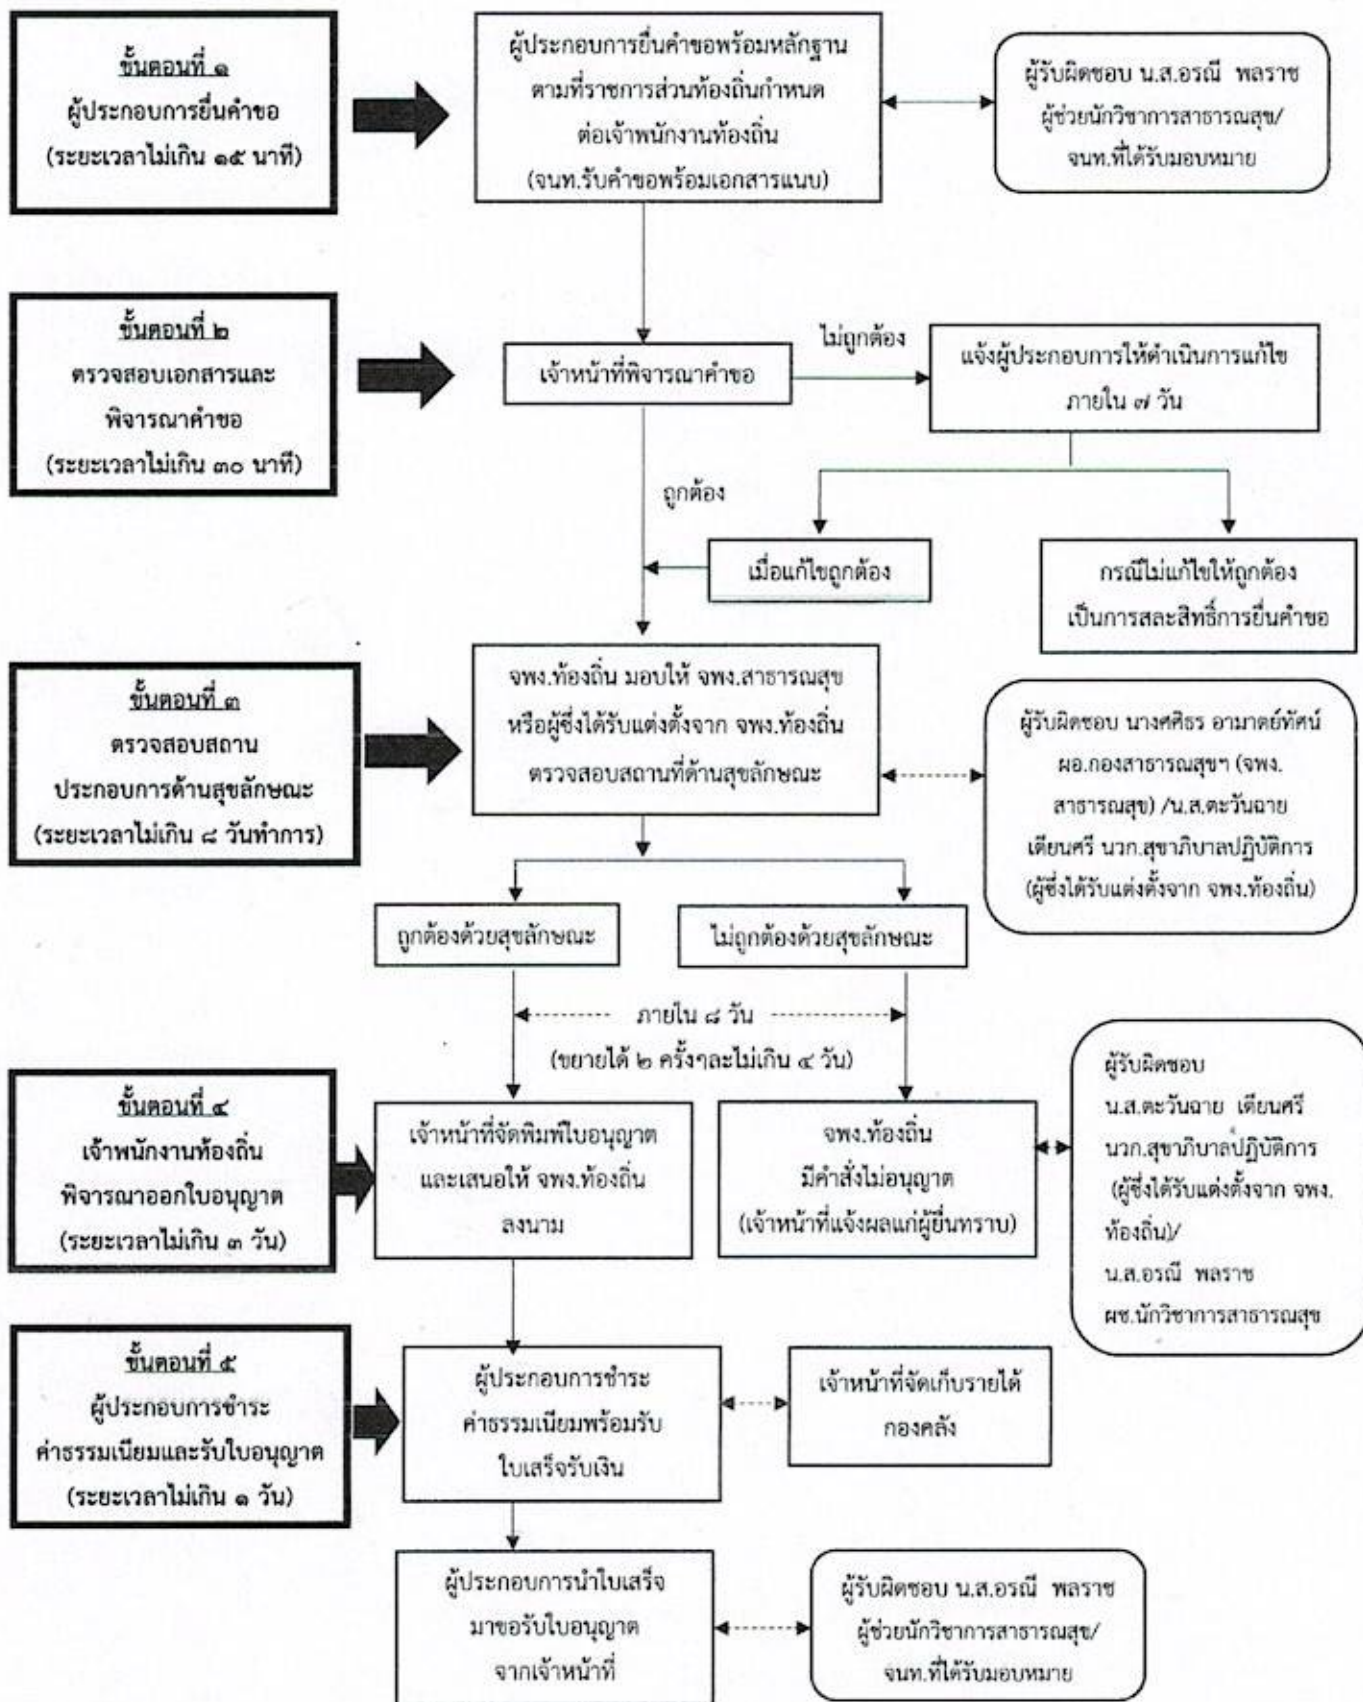 ขั้นตอนที่ ๑
ผู้ประกอบการยื่นคำขอ
(ระยะเวลาไม่เกิน ๑๕ นาที)
ผู้ประกอบการยื่นคำขอพร้อมหลักฐาน
ตามที่ราชการส่วนท้องถิ่นกำหนด
ต่อเจ้าพนักงานท้องถิ่น
(จนท.รับคำขอพร้อมเอกสารแนบ)
ผู้รับผิดชอบ น.ส.อรณี พลราช
ผู้ช่วยนักวิชาการสาธารณสุข/
จนท.ที่ได้รับมอบหมาย
ขั้นตอนที่ ๒
ตรวจสอบเอกสารและ
พิจารณาคำขอ
(ระยะเวลาไม่เกิน ๓๐ นาที)
เจ้าหน้าที่พิจารณาคำขอ
ไม่ถูกต้อง
แจ้งผู้ประกอบการให้ดำเนินการแก้ไข
ภายใน ๗ วัน
ถูกต้อง
เมื่อแก้ไขถูกต้อง
กรณีไม่แก้ไขให้ถูกต้อง
เป็นการสละสิทธิ์การยื่นคำขอ
ขั้นตอนที่ ๓
ตรวจสอบสถาน
ประกอบการด้านสุขลักษณะ
(ระยะเวลาไม่เกิน ๘ วันทำการ)
จพง.ท้องถิ่น มอบให้ จพง.สาธารณสุข
หรือผู้ซึ่งได้รับแต่งตั้งจาก จพง.ท้องถิ่น
ตรวจสอบสถานที่ด้านสุขลักษณะ
ผู้รับผิดชอบ นางศศิธร อามาตย์ทัศน์
ผอ.กองสาธารณสุขฯ (จพง.
สาธารณสุข) /น.ส.ตะวันฉาย
เตียนศรี นวก.สุขาภิบาลปฏิบัติการ
(ผู้ซึ่งได้รับแต่งตั้งจาก จพง.ท้องถิ่น)
ถูกต้องด้วยสุขลักษณะ
ไม่ถูกต้องด้วยสุขลักษณะ
ภายใน ๘ วัน
(ขยายได้ ๒ ครั้งๆละไม่เกิน ๔ วัน)
ขั้นตอนที่ ๔
เจ้าพนักงานท้องถิ่น
พิจารณาออกใบอนุญาต
(ระยะเวลาไม่เกิน ๓ วัน)
เจ้าหน้าที่จัดพิมพ์ใบอนุญาต
และเสนอให้ จพง.ท้องถิ่น
ลงนาม
จพง.ท้องถิ่น
มีคำสั่งไม่อนุญาต
(เจ้าหน้าที่แจ้งผลแก่ผู้ยื่นทราบ)
ผู้รับผิดชอบ
น.ส.ตะวันฉาย เตียนศรี
นวก.สุขาภิบาลปฏิบัติการ
(ผู้ซึ่งได้รับแต่งตั้งจาก จพง.
ท้องถิ่น)/
น.ส.อรณี พลราช
ผช.นักวิชาการสาธารณสุข
ขั้นตอนที่ ๕
ผู้ประกอบการชำระ
ค่าธรรมเนียมและรับใบอนุญาต
(ระยะเวลาไม่เกิน ๑ วัน)
ผู้ประกอบการชำระ
ค่าธรรมเนียมพร้อมรับ
ใบเสร็จรับเงิน
เจ้าหน้าที่จัดเก็บรายได้
กองคลัง
ผู้ประกอบการนำใบเสร็จ
มาขอรับใบอนุญาต
จากเจ้าหน้าที่
ผู้รับผิดชอบ น.ส.อรณี พลราช
ผู้ช่วยนักวิชาการสาธารณสุข/
จนท.ที่ได้รับมอบหมาย